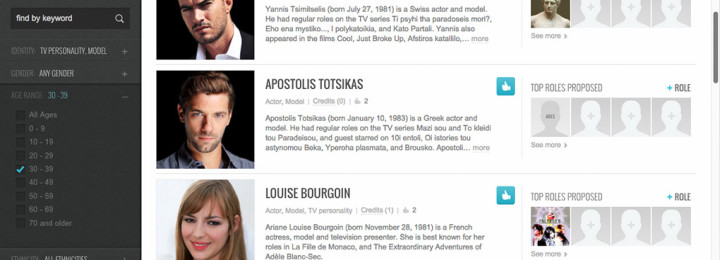 find by keyword
IDENTITY: TV PERSONALITY, MODEL +
GENDER: ANY GENDER +
AGE RANGE: 30 - 39 –
All Ages
0 - 9
10 - 19
20 - 29
30 - 39
40 - 49
50 - 59
60 - 69
70 and older
ETHNICITY: ALL ETHNICITIES
Yannis Tsimitselis (born July 27, 1981) is a Swiss actor and model.
He had regular roles on the TV series Ti psyhi tha paradoseis mori?,
Eho ena mystiko..., I polykatoikia, and Kato Partali. Yannis also
appeared in the films Cool, Just Broke Up, Afstiros katallilo,... more
See more ›
APOSTOLIS TOTSIKAS
Actor, Model | Credits (0) | 2
Apostolis Totsikas (born January 10, 1983) is a Greek actor and
model. He had regular roles on the TV series Mazi sou and To kleidi
tou Paradeisou, and guest starred on 10i entoli, Oi istories tou
astynomou Beka, Yperoha plasmata, and Brousko. Apostoli... more
TOP ROLES PROPOSED + ROLE
ARES
See more ›
LOUISE BOURGOIN
Actor, Model, TV personality | Credits (1) | 2
Ariane Louise Bourgoin (born November 28, 1981) is a French
actress, model and television presenter. She is best known for her
roles in La Fille de Monaco, and The Extraordinary Adventures of
Adèle Blanc-Sec.
TOP ROLES PROPOSED + ROLE
See more ›